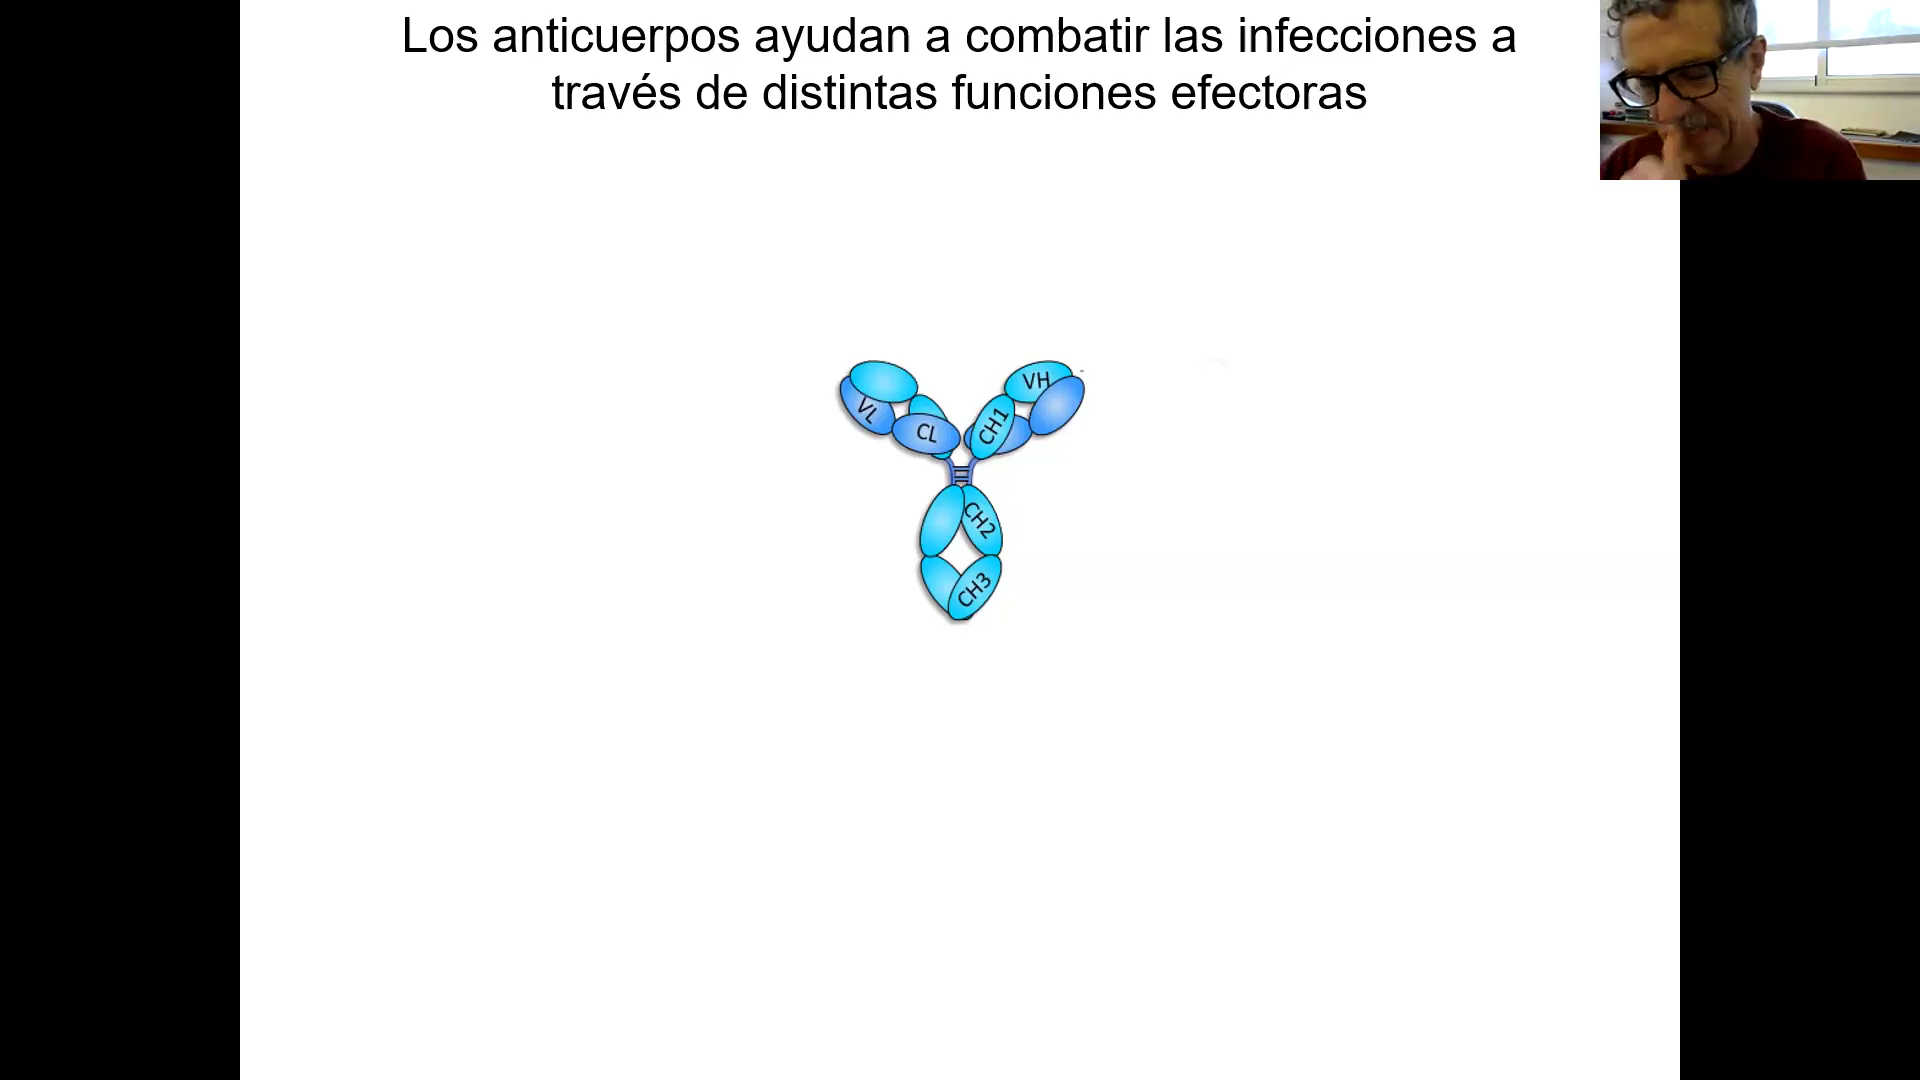 Los anticuerpos ayudan a combatir las infecciones a
través de distintas funciones efectoras
VH
VL
CL
CH1
CH2
CH3